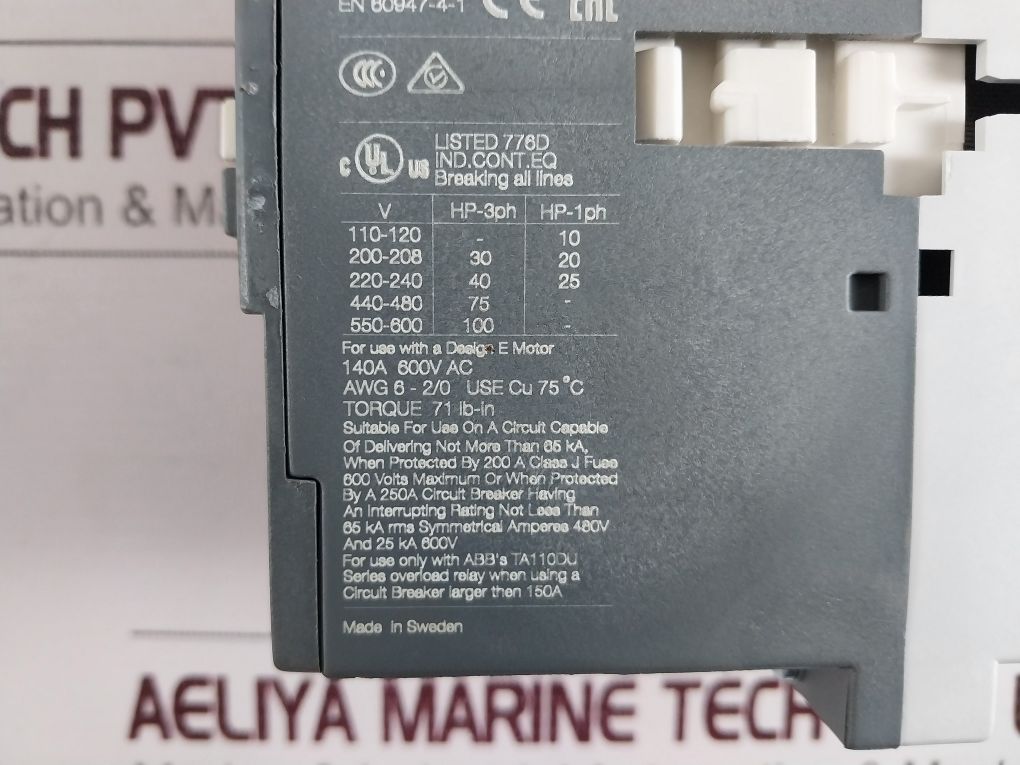 EN 60947-4-1 CE EAC
CCC
C UL US LISTED 776D
IND.CONT.EQ
Breaking all lines
V HP-3ph HP-1ph
110-120 - 10
200-208 30 20
220-240 40 25
440-480 75 -
550-600 100 -
For use with a Design E Motor
140A 600V AC
AWG 6 - 2/0 USE Cu 75 °C
TORQUE 71 lb-in
Suitable For Use On A Circuit Capable
Of Delivering Not More Than 65 kA,
When Protected By 200 A Class J Fuse
600 Volts Maximum Or When Protected
By A 250A Circuit Breaker Having
An Interrupting Rating Not Less Than
65 kA rms Symmetrical Amperes 480V
And 25 kA 600V
For use only with ABB's TA110DU
Series overload relay when using a
Circuit Breaker larger then 150A
Made in Sweden
CH PVT
ation & M
AELIYA MARINE TECH